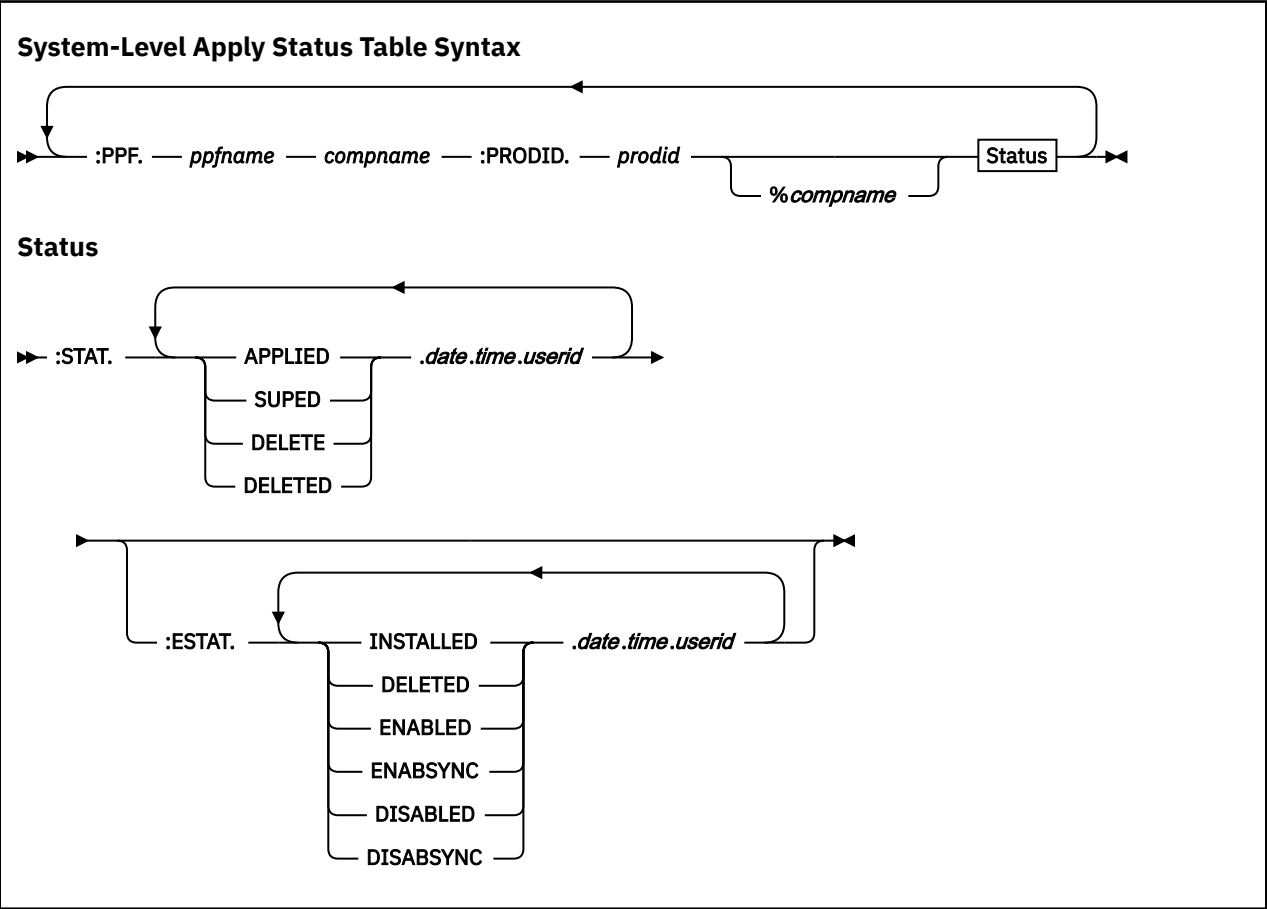 System-Level Apply Status Table Syntax
:PPF. ppfname compname :PRODID. prodid Status
%compname
Status
:STAT. APPLIED .date.time.userid
SUPED
DELETE
DELETED
:ESTAT. INSTALLED .date.time.userid
DELETED
ENABLED
ENABSYNC
DISABLED
DISABSYNC